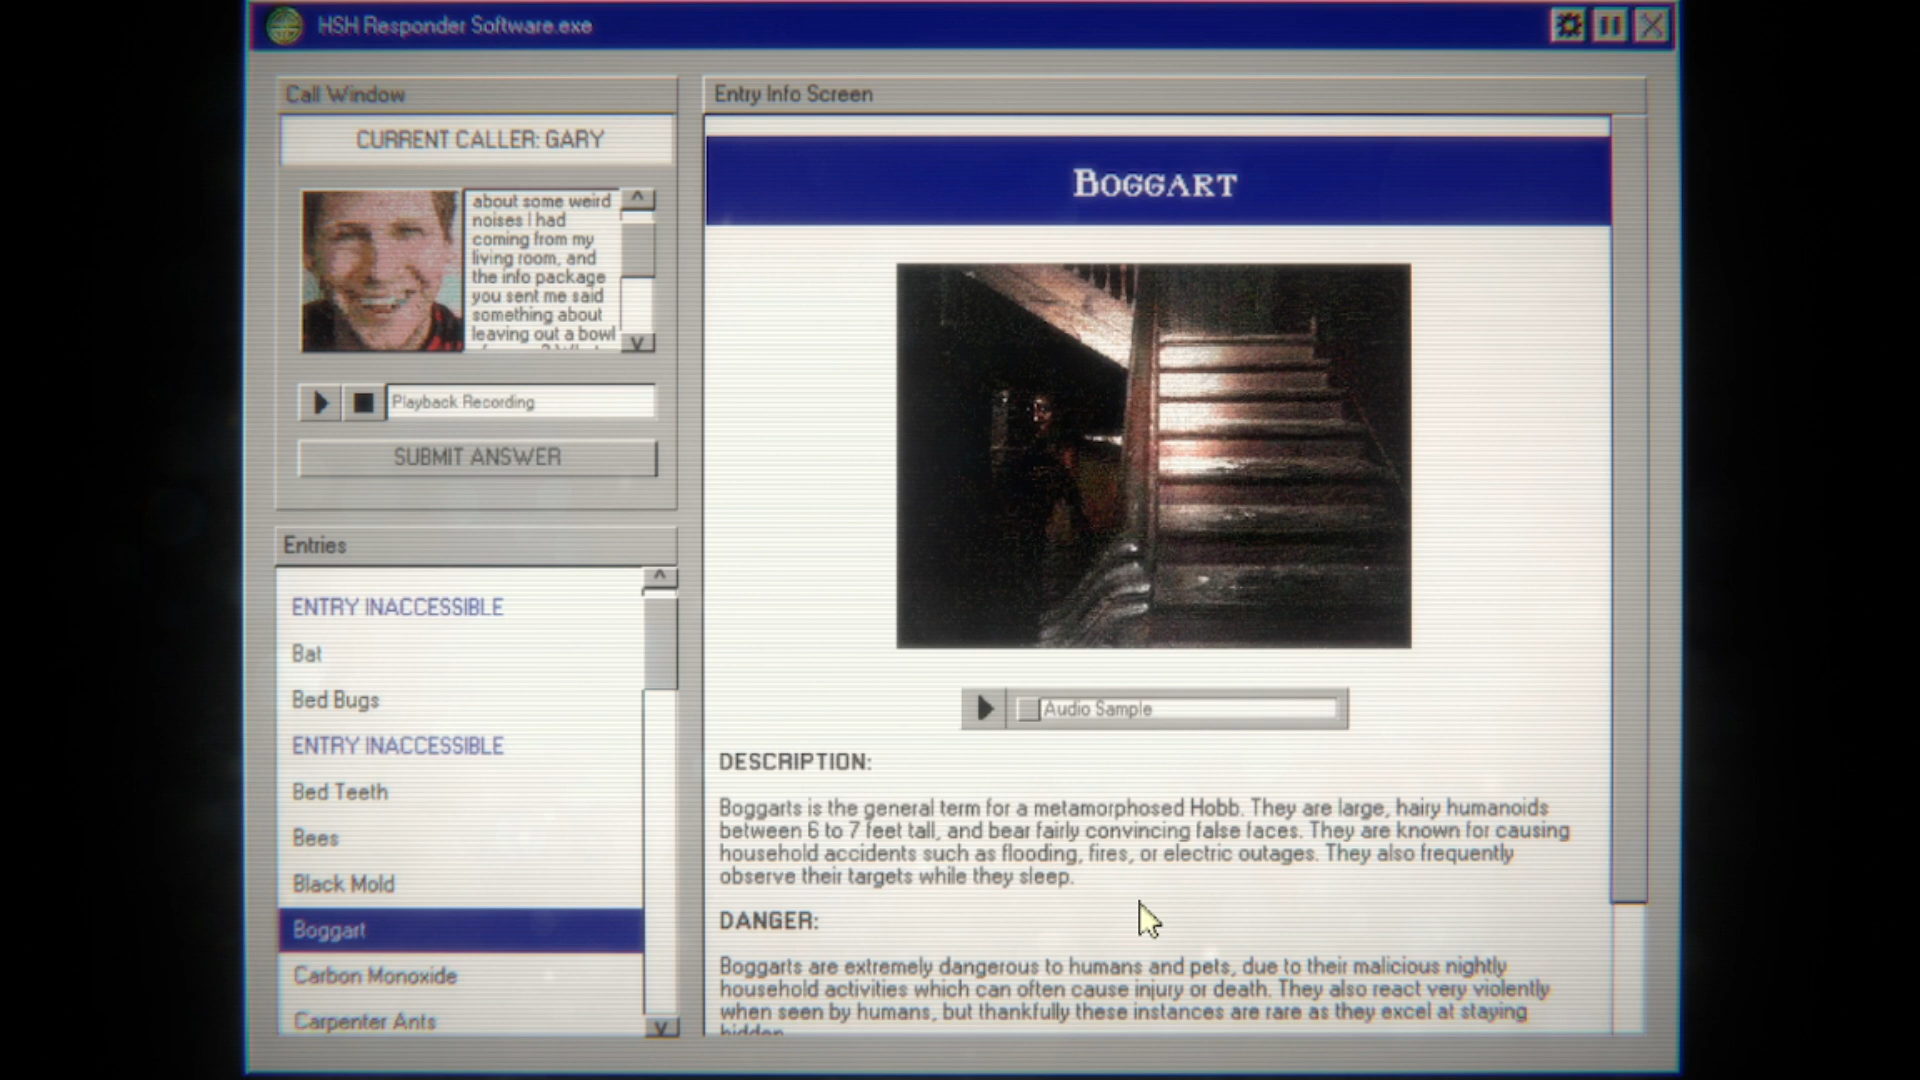 HSH Responder Software.exe
Call Window
CURRENT CALLER: GARY
about some weird
noises I had
coming from my
living room, and
the info package
you sent me said
something about
leaving out a bowl
Playback Recording
SUBMIT ANSWER
Entries
ENTRY INACCESSIBLE
Bat
Bed Bugs
ENTRY INACCESSIBLE
Bed Teeth
Bees
Black Mold
Boggart
Carbon Monoxide
Carpenter Ants
Entry Info Screen
BOGGART
Audio Sample
DESCRIPTION:
Boggarts is the general term for a metamorphosed Hobb. They are large, hairy humanoids
between 6 to 7 feet tall, and bear fairly convincing false faces. They are known for causing
household accidents such as flooding, fires, or electric outages. They also frequently
observe their targets while they sleep.
DANGER:
Boggarts are extremely dangerous to humans and pets, due to their malicious nightly
household activities which can often cause injury or death. They also react very violently
when seen by humans, but thankfully these instances are rare as they excel at staying
hidden